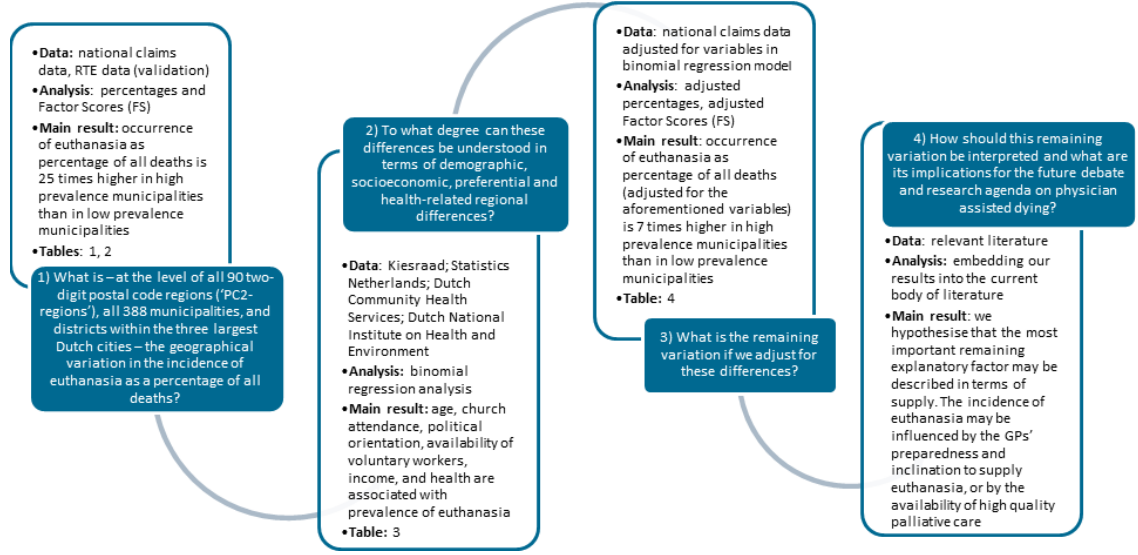 •Data: national claims
data, RTE data (validation)
•Analysis: percentages and
Factor Scores (FS)
•Main result: occurrence
of euthanasia as
percentage of all deaths is
25 times higher in high
prevalence municipalities
than in low prevalence
municipalities
•Tables: 1, 2
1) What is – at the level of all 90 two-
digit postal code regions ('PC2-
regions'), all 388 municipalities, and
districts within the three largest
Dutch cities – the geographical
variation in the incidence of
euthanasia as a percentage of all
deaths?
2) To what degree can these
differences be understood in
terms of demographic,
socioeconomic, preferential and
health-related regional
differences?
•Data: Kiesraad; Statistics
Netherlands; Dutch
Community Health
Services; Dutch National
Institute on Health and
Environment
•Analysis: binomial
regression analysis
•Main result: age, church
attendance, political
orientation, availability of
voluntary workers,
income, and health are
associated with
prevalence of euthanasia
•Table: 3
•Data: national claims data
adjusted for variables in
binomial regression model
•Analysis: adjusted
percentages, adjusted
Factor Scores (FS)
•Main result: occurrence
of euthanasia as
percentage of all deaths
(adjusted for the
aforementioned variables)
is 7 times higher in high
prevalence municipalities
than in low prevalence
municipalities
•Table: 4
3) What is the remaining
variation if we adjust for
these differences?
4) How should this remaining
variation be interpreted and what are
its implications for the future debate
and research agenda on physician
assisted dying?
•Data: relevant literature
•Analysis: embedding our
results into the current
body of literature
•Main result: we
hypothesise that the most
important remaining
explanatory factor may be
described in terms of
supply. The incidence of
euthanasia may be
influenced by the GPs'
preparedness and
inclination to supply
euthanasia, or by the
availability of high quality
palliative care